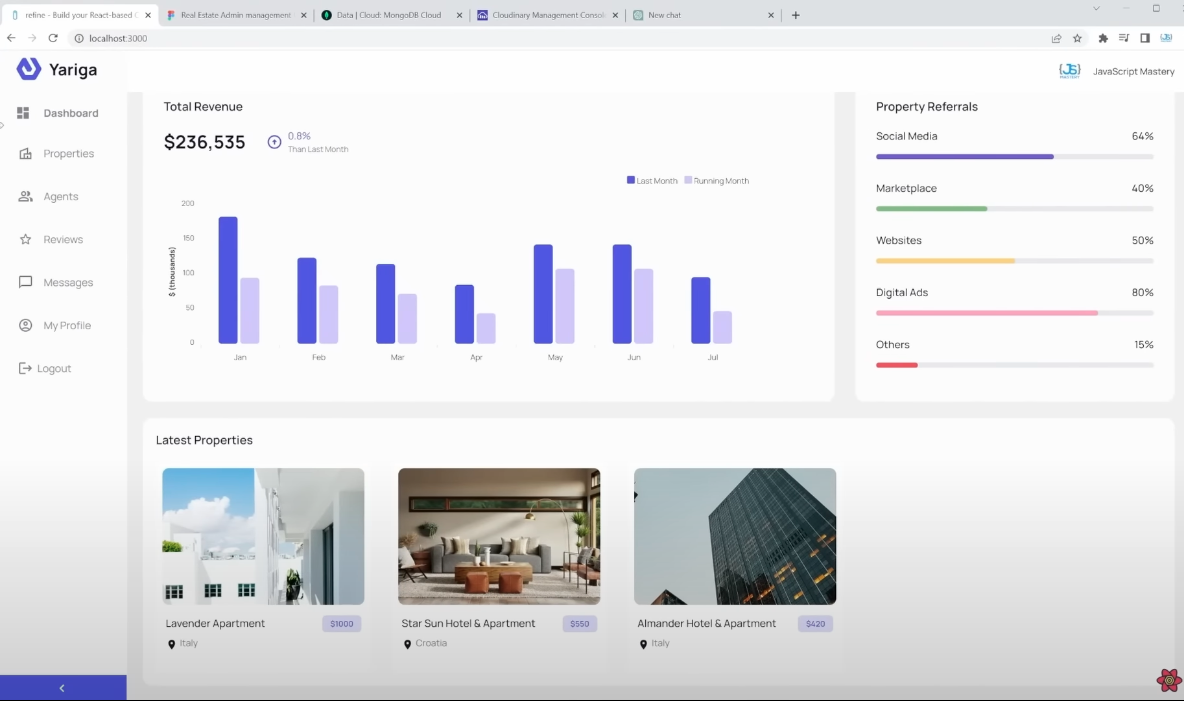 refine - Build your React-based C
Real Estate Admin management
Data | Cloud: MongoDB Cloud
Cloudinary Management Consol
New chat
localhost:3000
Yariga
JavaScript Mastery
Dashboard
Properties
Agents
Reviews
Messages
My Profile
Logout
Total Revenue
$236,535
0.8%
Than Last Month
Last Month
Running Month
$ (thousands)
200
150
100
50
0
Jan
Feb
Mar
Apr
May
Jun
Jul
Property Referrals
Social Media 64%
Marketplace 40%
Websites 50%
Digital Ads 80%
Others 15%
Latest Properties
Lavender Apartment $1000
Italy
Star Sun Hotel & Apartment $550
Croatia
Almander Hotel & Apartment $420
Italy